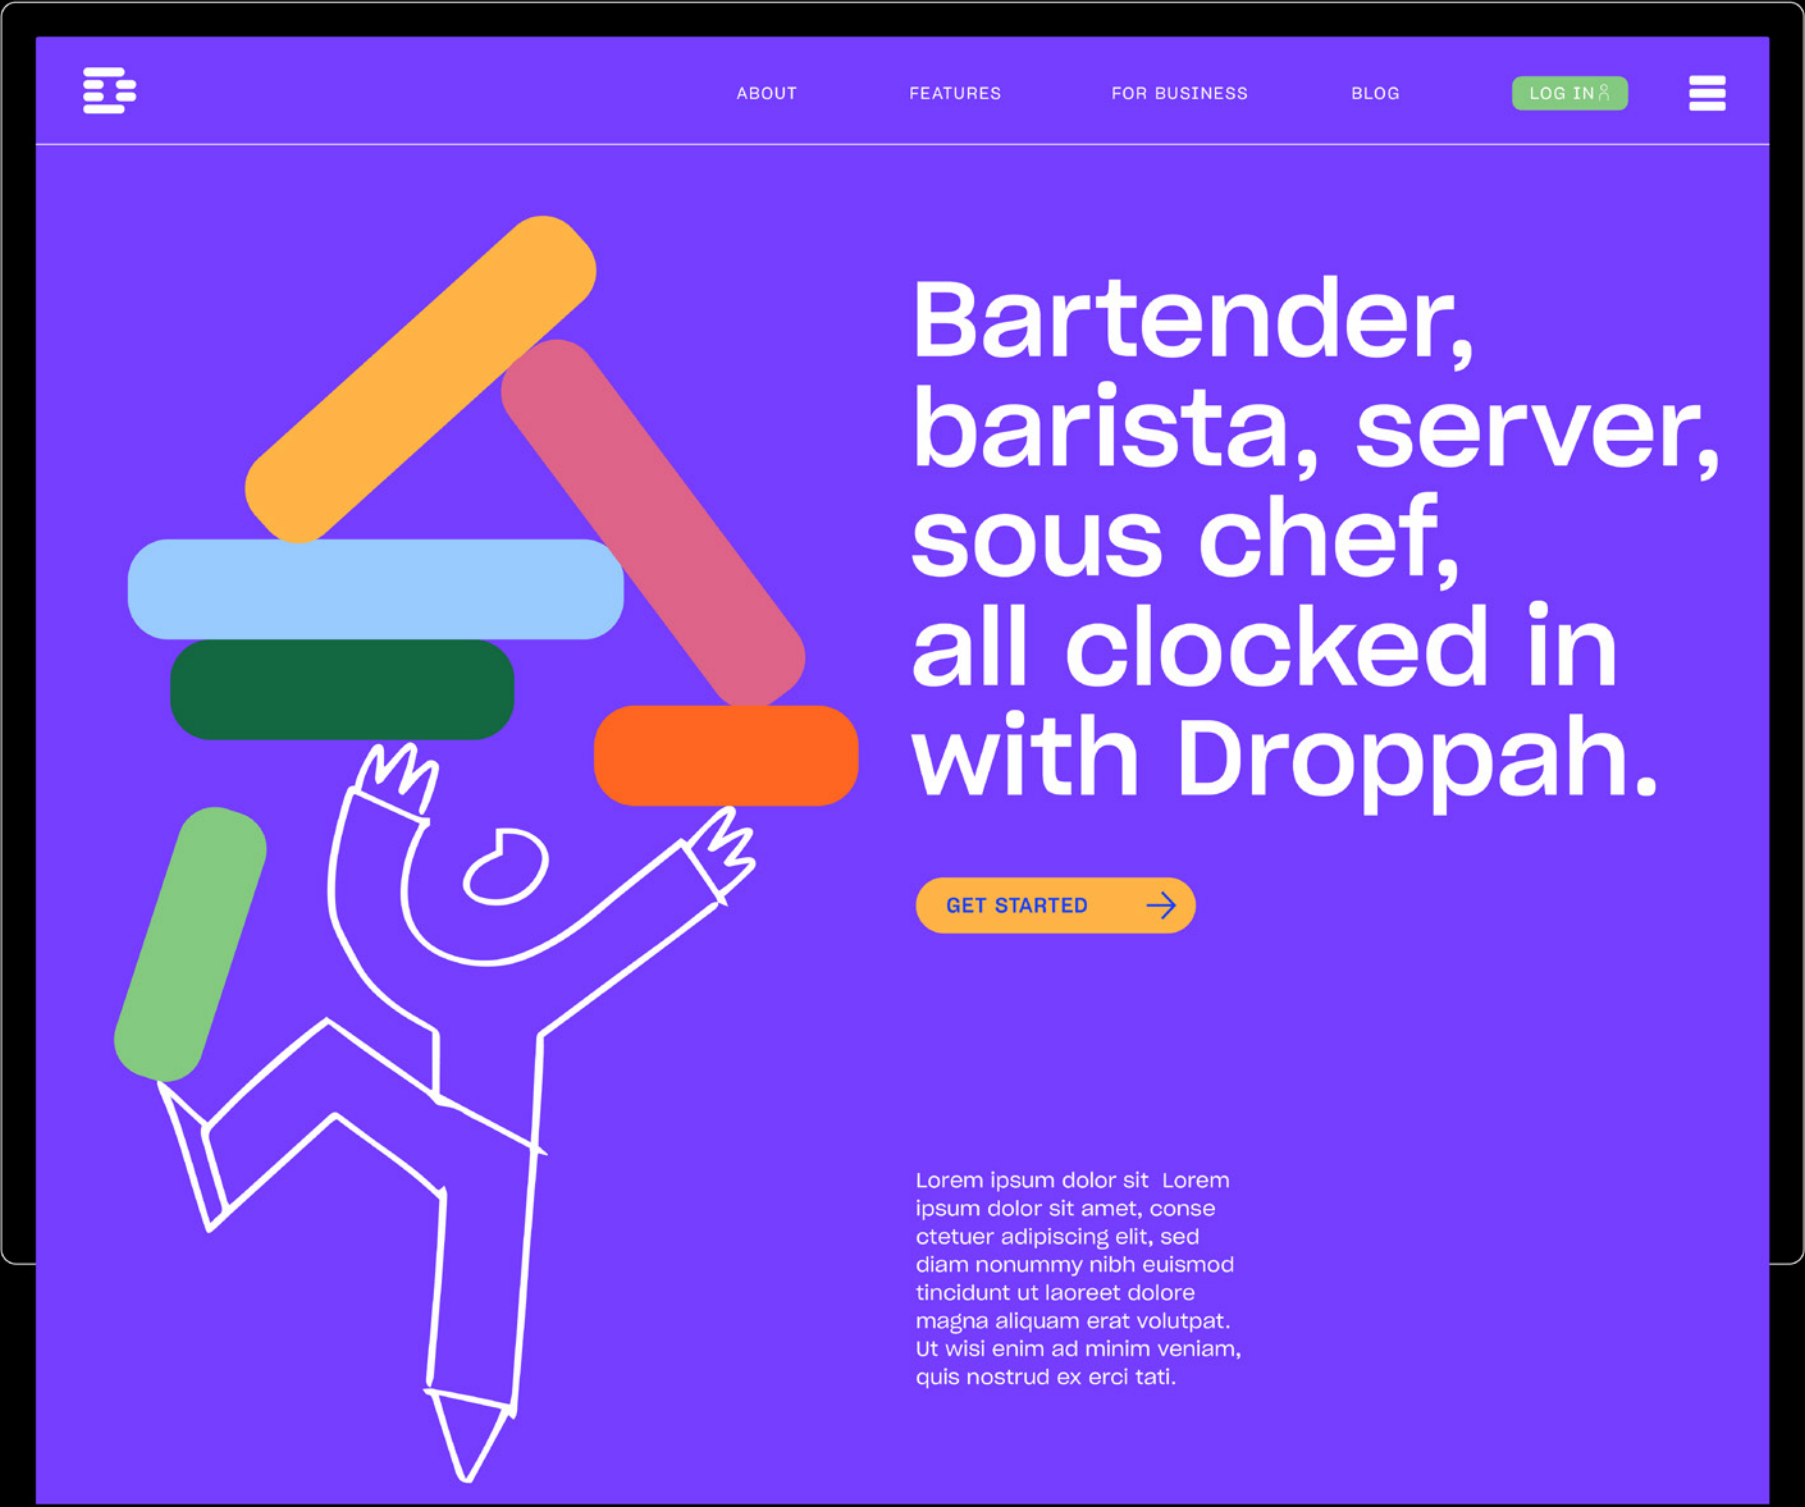 ABOUT
FEATURES
FOR BUSINESS
BLOG
LOG IN
Bartender,
barista, server,
sous chef,
all clocked in
with Droppah.
GET STARTED
Lorem ipsum dolor sit  Lorem
ipsum dolor sit amet, conse
ctetuer adipiscing elit, sed
diam nonummy nibh euismod
tincidunt ut laoreet dolore
magna aliquam erat volutpat.
Ut wisi enim ad minim veniam,
quis nostrud ex erci tati.